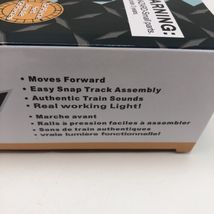 WARNING:
• Moves Forward
• Easy Snap Track Assembly
• Authentic Train Sounds
• Real working Light!
• Marche avant
• Rails à pression faciles à assembler
• Sons de train authentiques
• vraie lumière fonctionnelle!